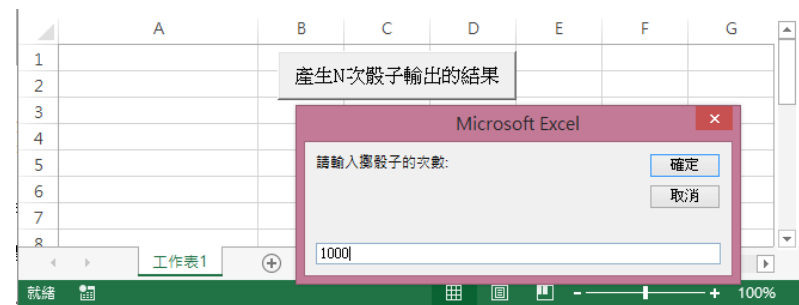 A B C D E F G
1
2
產生N次骰子輸出的結果
3
Microsoft Excel
4
5
請輸入擲骰子的次數:
確定
6
取消
7
8
1000
工作表1
就緒
100%